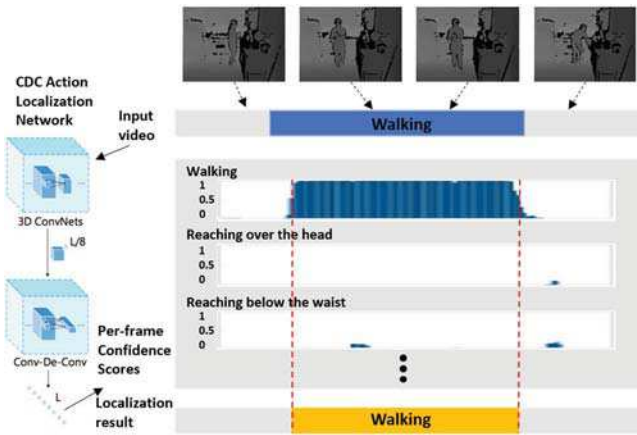 CDC Action
Localization
Network
Input
video
Walking
3D ConvNets
L/8
Conv-De-Conv
L
Per-frame
Confidence
Scores
Localization
result
Walking
1
0.5
0
Reaching over the head
1
0.5
0
Reaching below the waist
1
0.5
0
Walking